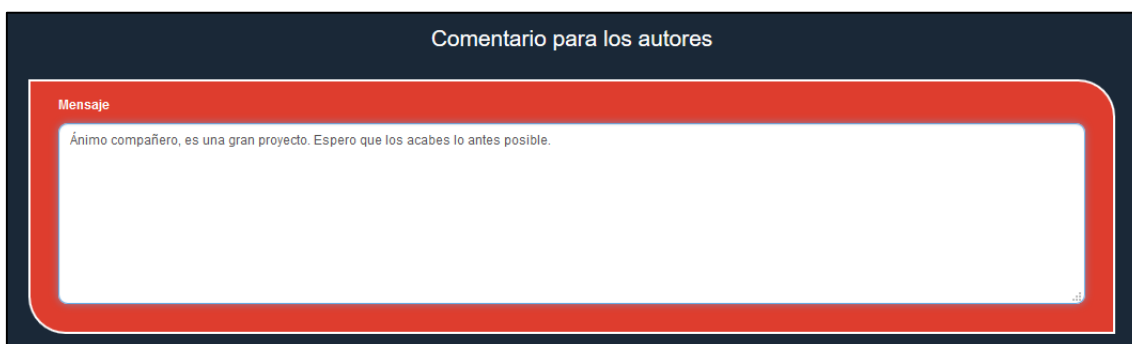 Comentario para los autores
Mensaje
Ánimo compañero, es una gran proyecto. Espero que los acabes lo antes posible.